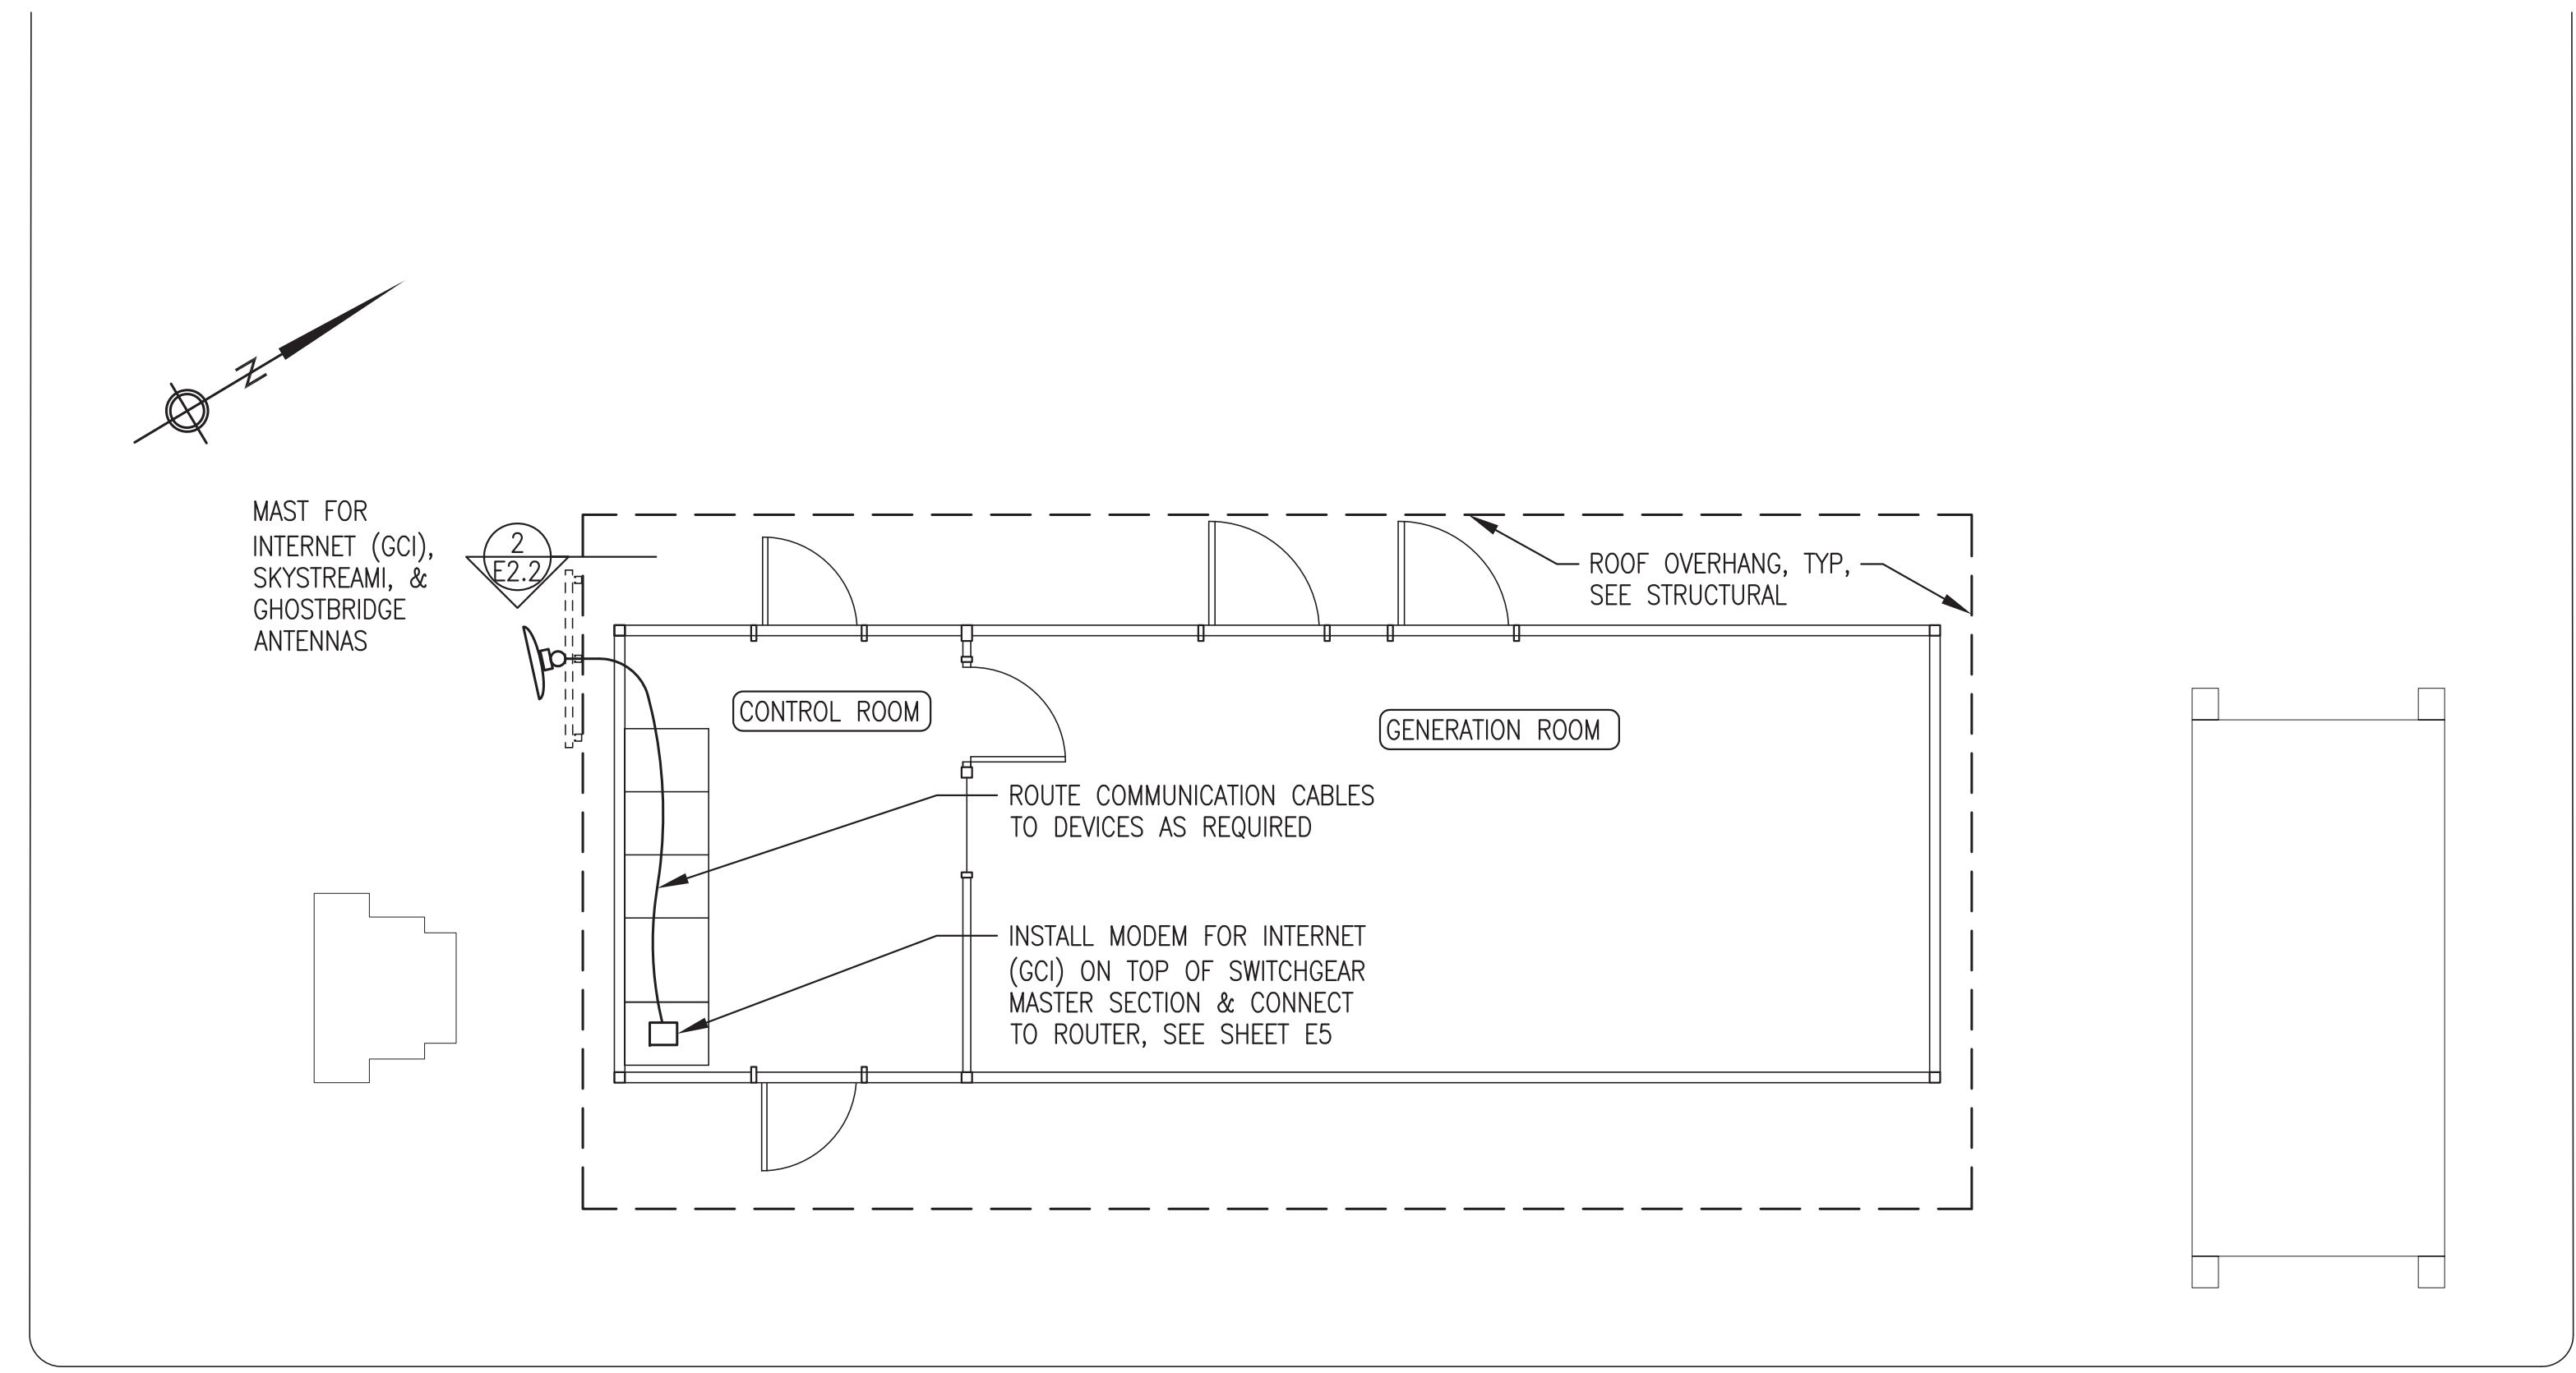 N
MAST FOR
INTERNET (GCI),
SKYSTREAMI, &
GHOSTBRIDGE
ANTENNAS
2
E2.2
ROOF OVERHANG, TYP,
SEE STRUCTURAL
CONTROL ROOM
GENERATION ROOM
ROUTE COMMUNICATION CABLES
TO DEVICES AS REQUIRED
INSTALL MODEM FOR INTERNET
(GCI) ON TOP OF SWITCHGEAR
MASTER SECTION & CONNECT
TO ROUTER, SEE SHEET E5